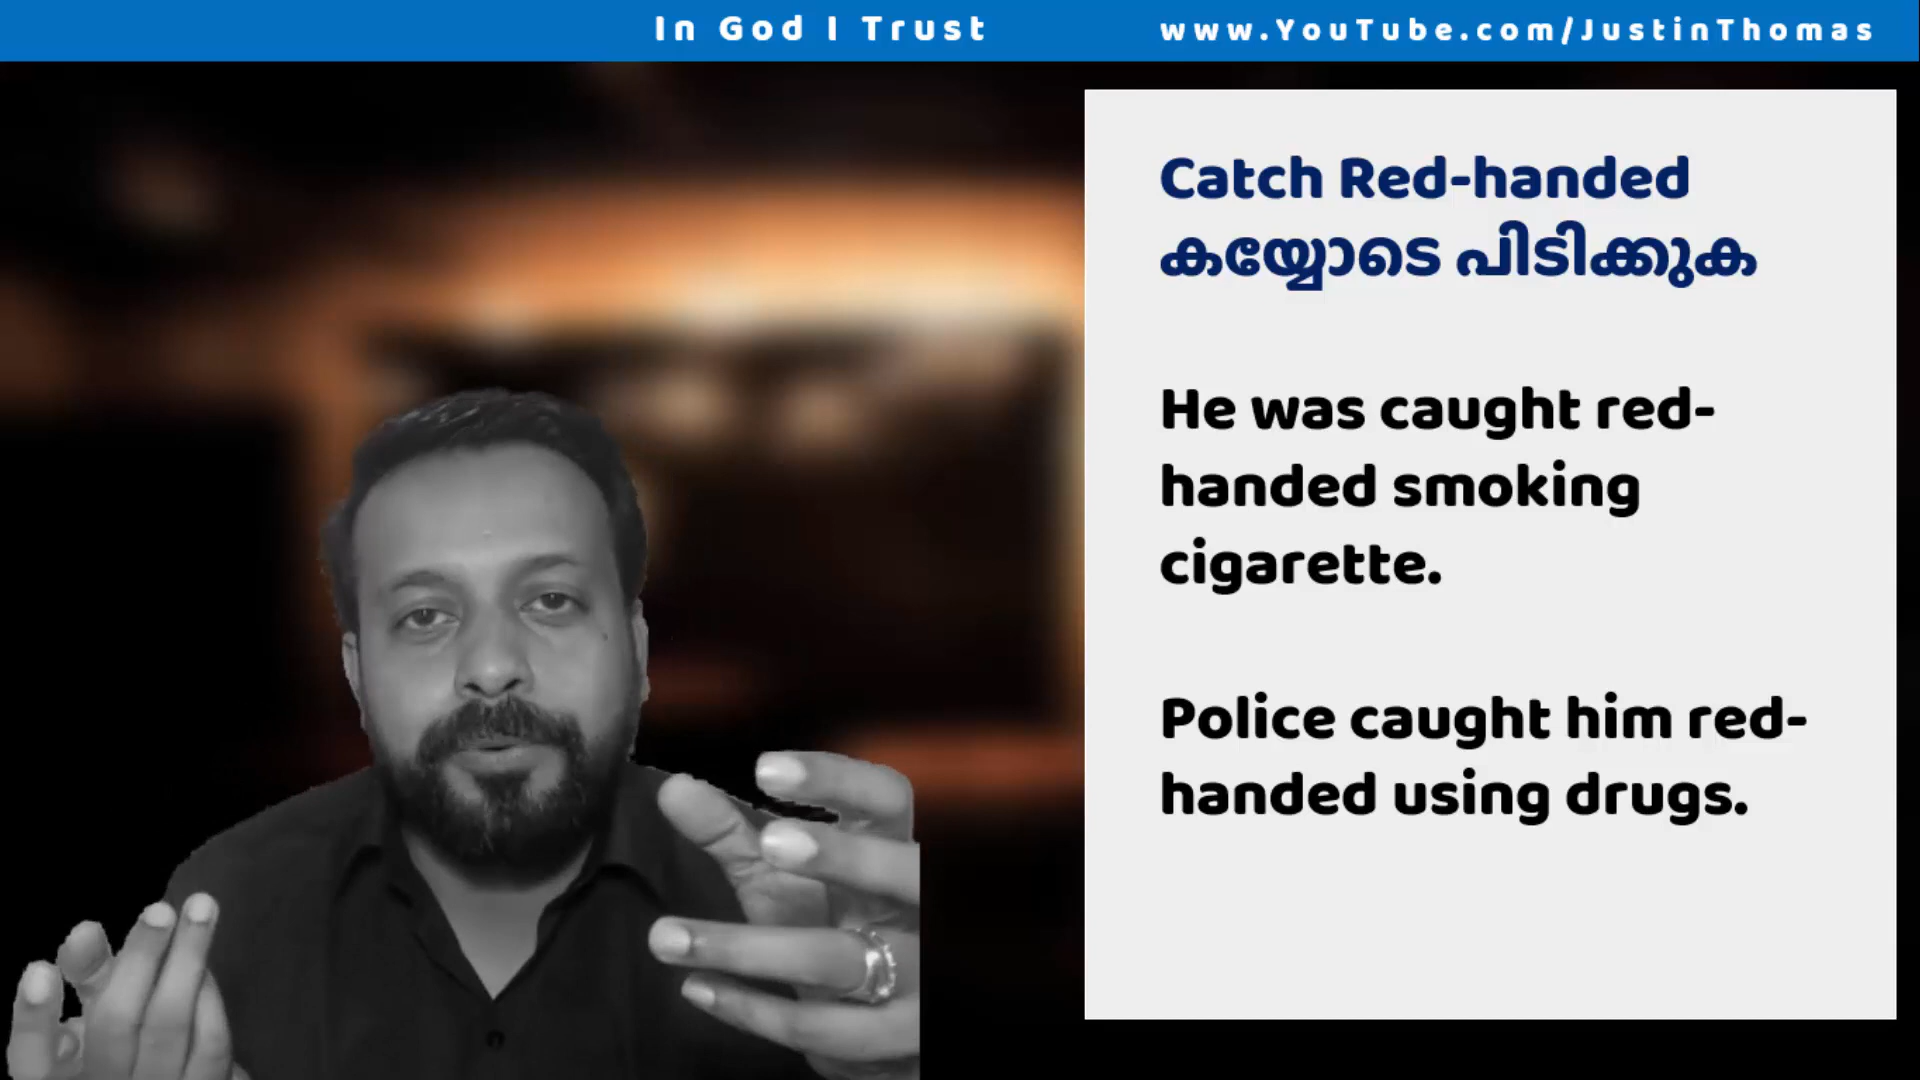 In God I Trust
www.YouTube.com/JustinThomas
Catch Red-handed
കയ്യോടെ പിടിക്കുക
He was caught red-
handed smoking
cigarette.
Police caught him red-
handed using drugs.